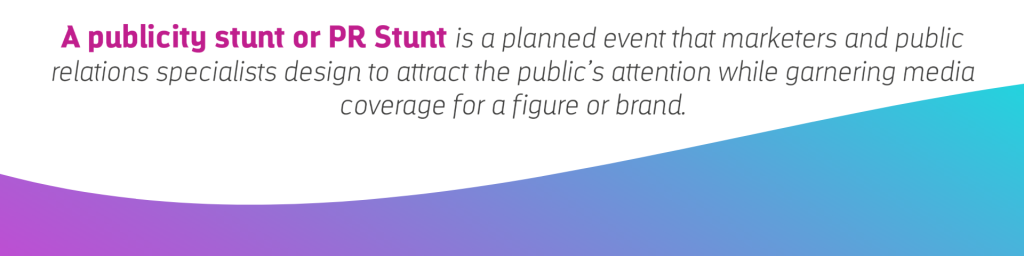 A publicity stunt or PR Stunt is a planned event that marketers and public
relations specialists design to attract the public’s attention while garnering media
coverage for a figure or brand.